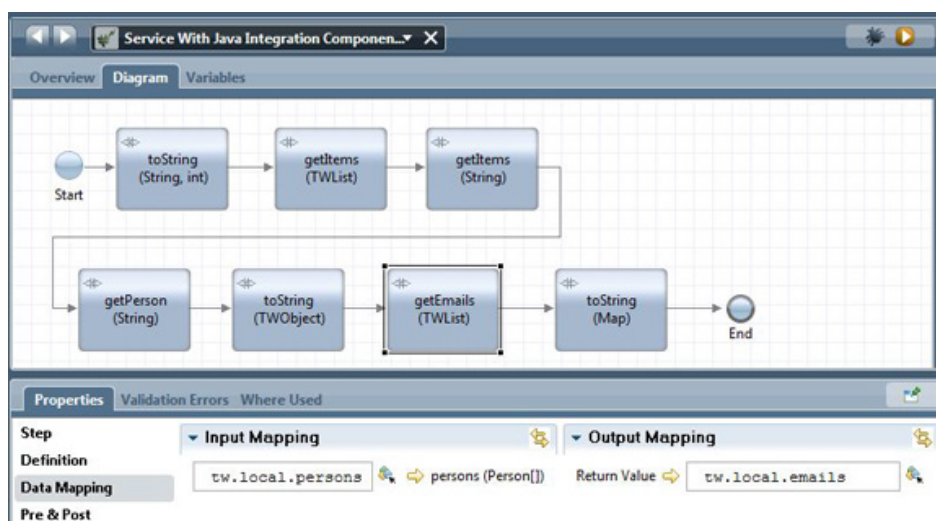 Service With Java Integration Componen...
Overview Diagram Variables
Start
toString
(String, int)
getItems
(TWList)
getItems
(String)
getPerson
(String)
toString
(TWObject)
getEmails
(TWList)
toString
(Map)
End
Properties Validation Errors Where Used
Step
Definition
Data Mapping
Pre & Post
Input Mapping
tw.local.persons persons (Person[])
Output Mapping
Return Value tw.local.emails